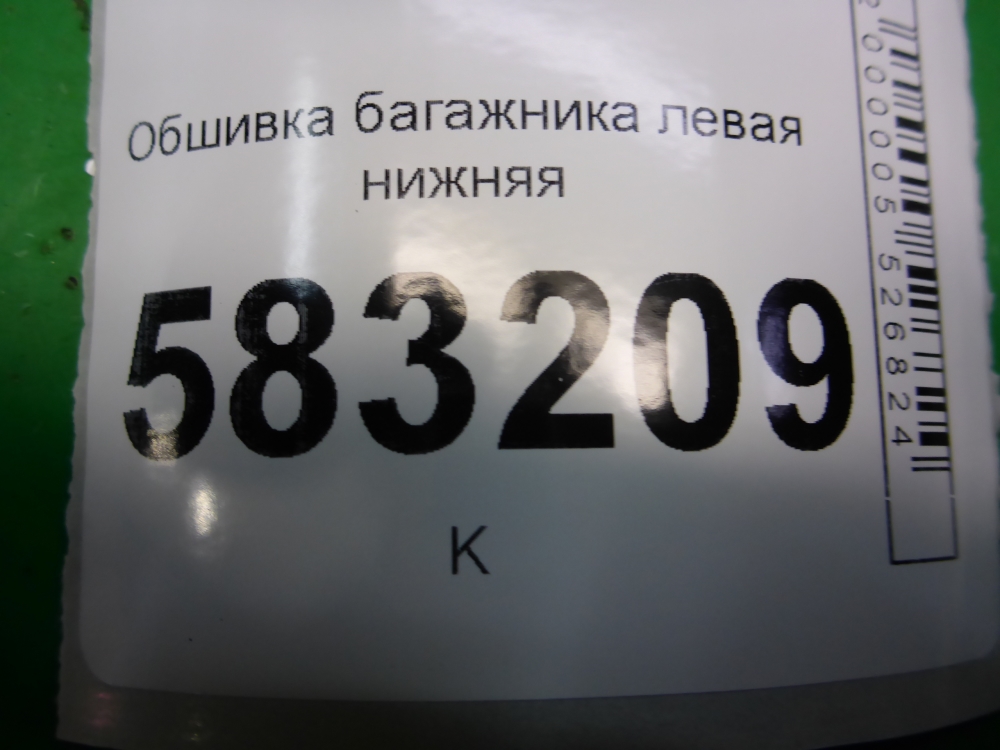 Обшивка багажника левая
нижняя
583209
К
2000005526824